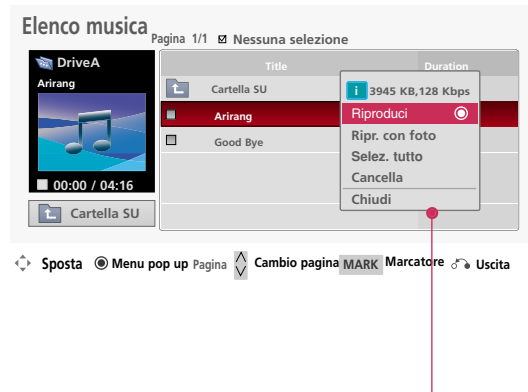 Elenco musica
Pagina 1/1 Nessuna selezione
DriveA
Arirang
00:00 / 04:16
Cartella SU
Title Duration
Cartella SU
Arirang
Good Bye
i 3945 KB,128 Kbps
Riproduci
Ripr. con foto
Selez. tutto
Cancella
Chiudi
Sposta Menu pop up Pagina Cambio pagina MARK Marcatore Uscita